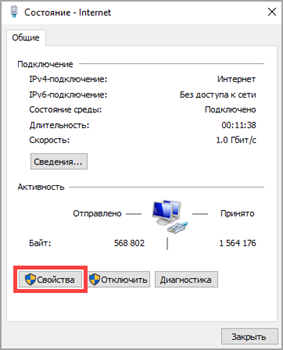 Состояние - Internet
Общие
Подключение
IPv4-подключение: Интернет
IPv6-подключение: Без доступа к сети
Состояние среды: Подключено
Длительность: 00:11:38
Скорость: 1.0 Гбит/с
Сведения...
Активность
Отправлено — Принято
Байт: 568 802 | 1 564 176
Свойства Отключить Диагностика
Закрыть